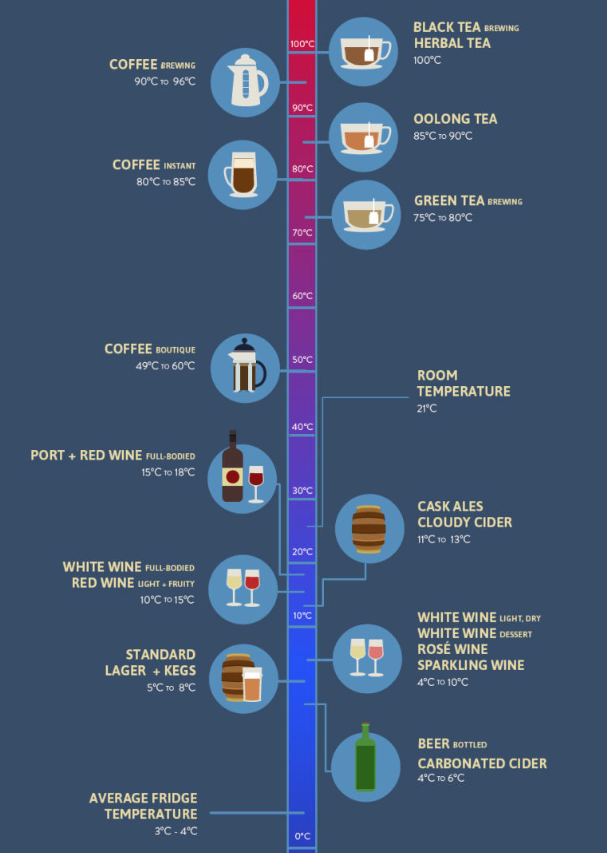 BLACK TEA BREWING
HERBAL TEA
100°C
100°C
COFFEE BREWING
90°C TO 96°C
90°C
OOLONG TEA
85°C TO 90°C
COFFEE INSTANT
80°C TO 85°C
80°C
GREEN TEA BREWING
75°C TO 80°C
70°C
60°C
COFFEE BOUTIQUE
49°C TO 60°C
50°C
ROOM
TEMPERATURE
21°C
40°C
PORT + RED WINE FULL-BODIED
15°C TO 18°C
30°C
CASK ALES
CLOUDY CIDER
11°C TO 13°C
20°C
WHITE WINE FULL-BODIED
RED WINE LIGHT + FRUITY
10°C TO 15°C
10°C
WHITE WINE LIGHT, DRY
WHITE WINE DESSERT
ROSÉ WINE
SPARKLING WINE
4°C TO 10°C
STANDARD
LAGER + KEGS
5°C TO 8°C
BEER BOTTLED
CARBONATED CIDER
4°C TO 6°C
AVERAGE FRIDGE
TEMPERATURE
3°C - 4°C
0°C